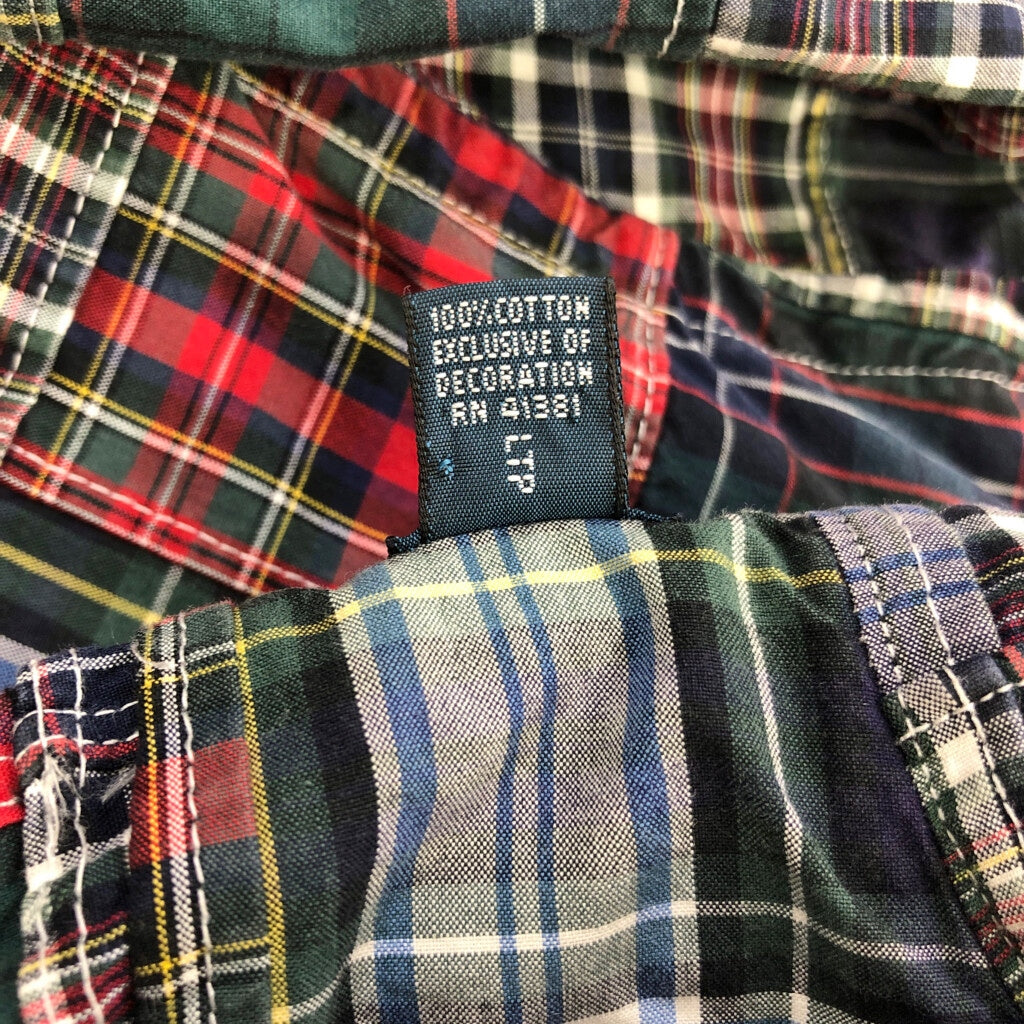 100%COTTON
EXCLUSIVE OF
DECORATION
RN 41381
LTP